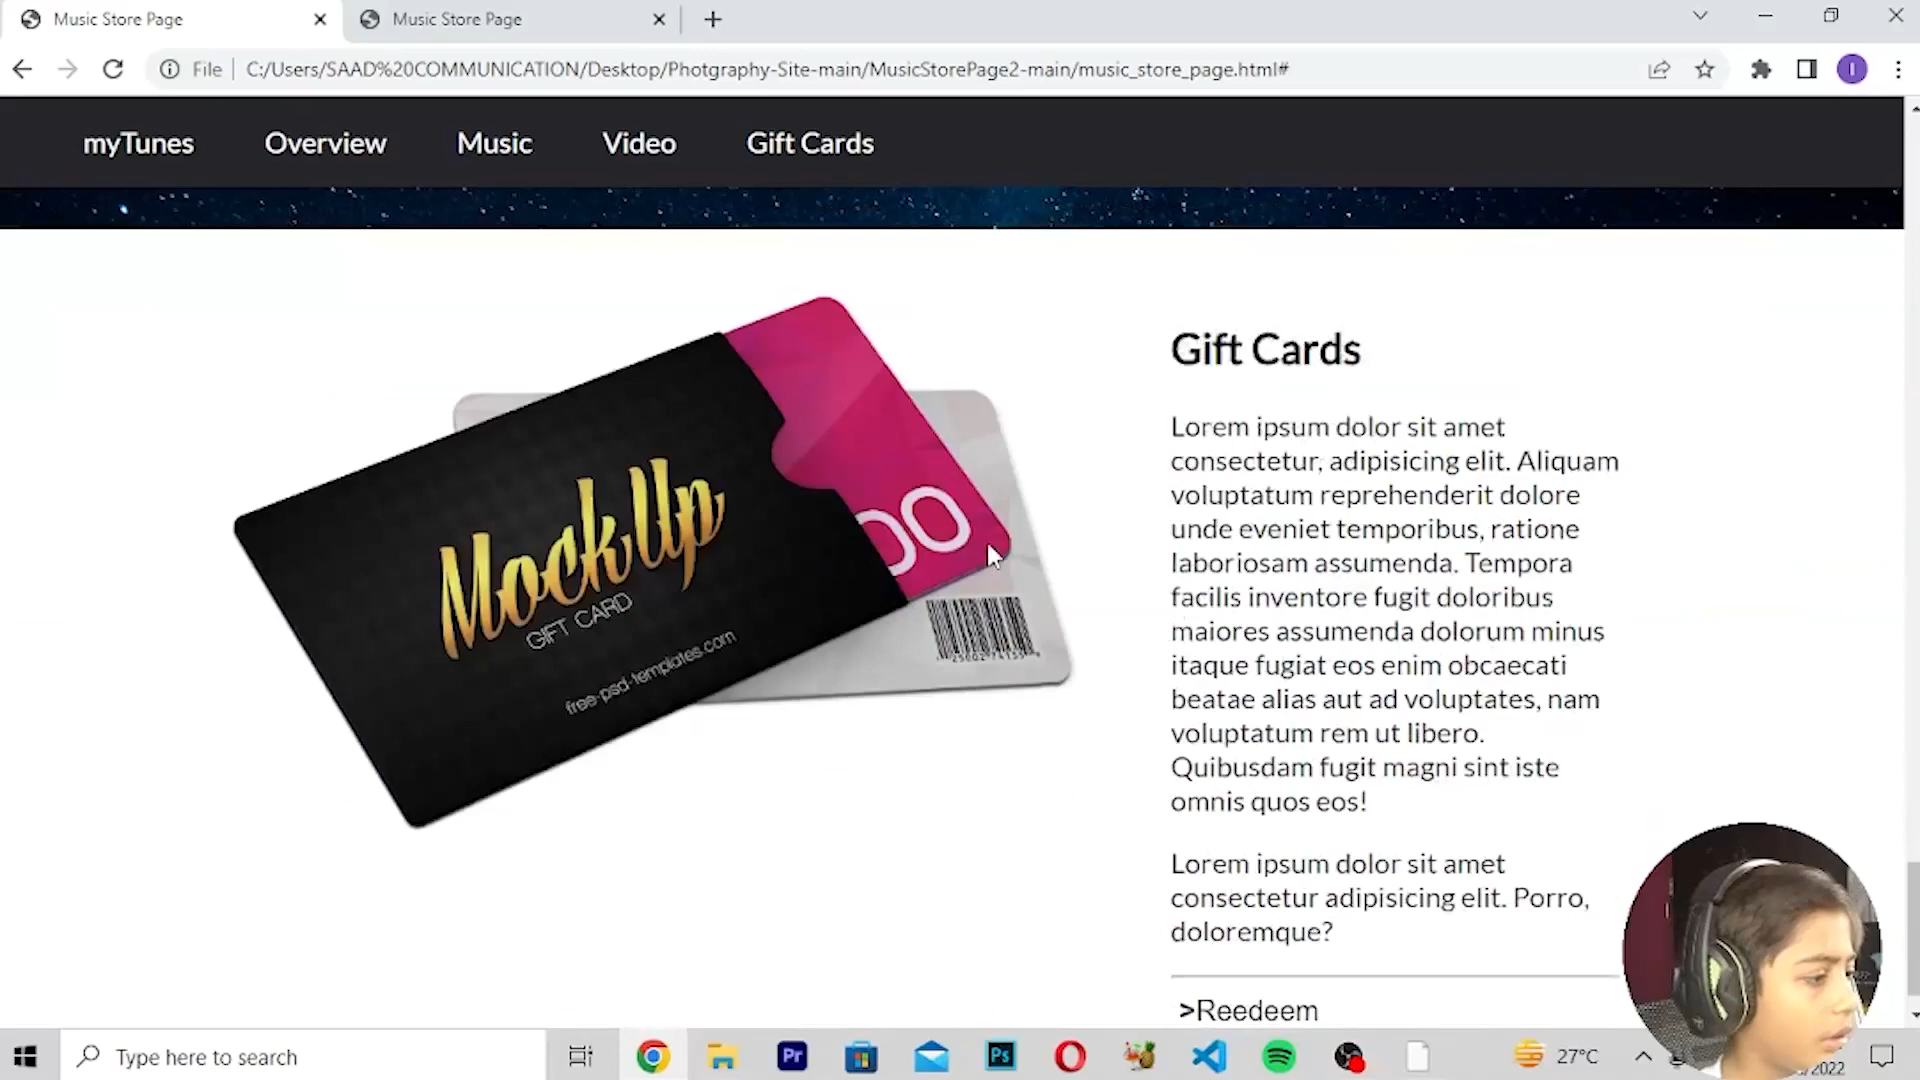 Music Store Page
Music Store Page
File
C:/Users/SAAD%20COMMUNICATION/Desktop/Photgraphy-Site-main/MusicStorePage2-main/music_store_page.html#
I
myTunes
Overview
Music
Video
Gift Cards
MockUp
GIFT CARD
free-psd-templates.com
00
Gift Cards
Lorem ipsum dolor sit amet
consectetur, adipisicing elit. Aliquam
voluptatum reprehenderit dolore
unde eveniet temporibus, ratione
laboriosam assumenda. Tempora
facilis inventore fugit doloribus
maiores assumenda dolorum minus
itaque fugiat eos enim obcaecati
beatae alias aut ad voluptates, nam
voluptatum rem ut libero.
Quibusdam fugit magni sint iste
omnis quos eos!
Lorem ipsum dolor sit amet
consectetur adipisicing elit. Porro,
doloremque?
>Reedeem
Type here to search
Pr
Ps
27°C
/2022